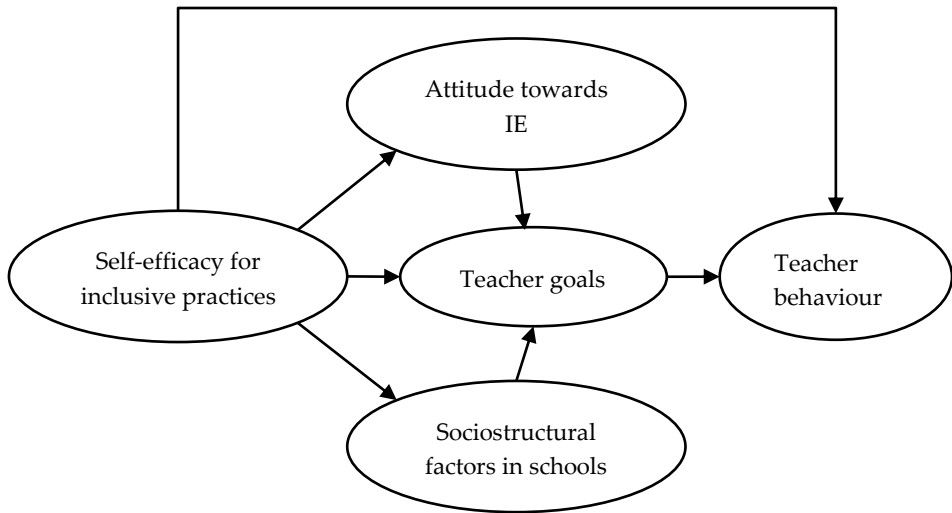 Attitude towards
IE
Self-efficacy for
inclusive practices
Teacher goals
Teacher
behaviour
Sociostructural
factors in schools